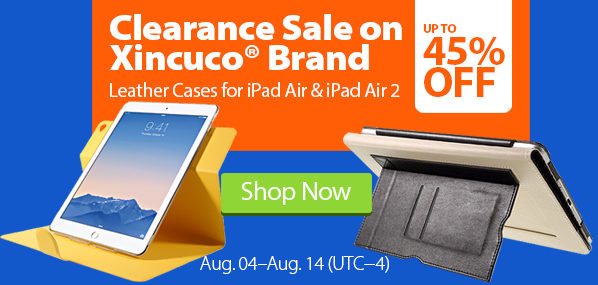 Clearance Sale on
Xincuco® Brand
Leather Cases for iPad Air & iPad Air 2
UP TO
45%
OFF
9:41
Shop Now
Aug. 04–Aug. 14 (UTC–4)